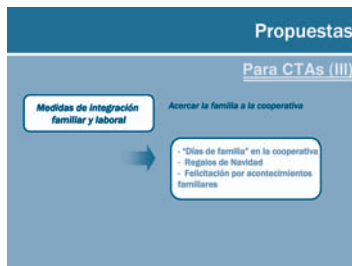 Propuestas
Para CTAs (III)
Medidas de integración
familiar y laboral
Acercar la familia a la cooperativa
- "Días de familia" en la cooperativa
- Regalos de Navidad
- Felicitación por acontecimientos
familiares